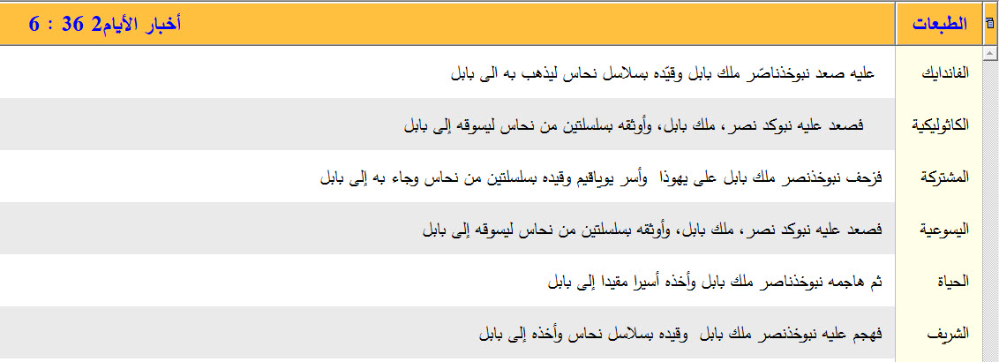 الطبعات أخبار الأيام2 36 : 6
الفاندايك عليه صعد نبوخذناصّر ملك بابل وقيّده بسلاسل نحاس ليذهب به الى بابل
الكاثوليكية فصعد عليه نبوكد نصر، ملك بابل، وأوثقه بسلسلتين من نحاس ليسوقه إلى بابل
المشتركة فزحف نبوخذنصر ملك بابل على يهوذا وأسر يوياقيم وقيده بسلسلتين من نحاس وجاء به إلى بابل
اليسوعية فصعد عليه نبوكد نصر، ملك بابل، وأوثقه بسلسلتين من نحاس ليسوقه إلى بابل
الحياة ثم هاجمه نبوخذناصر ملك بابل وأخذه أسيرا مقيدا إلى بابل
الشريف فهجم عليه نبوخذنصر ملك بابل وقيده بسلاسل نحاس وأخذه إلى بابل